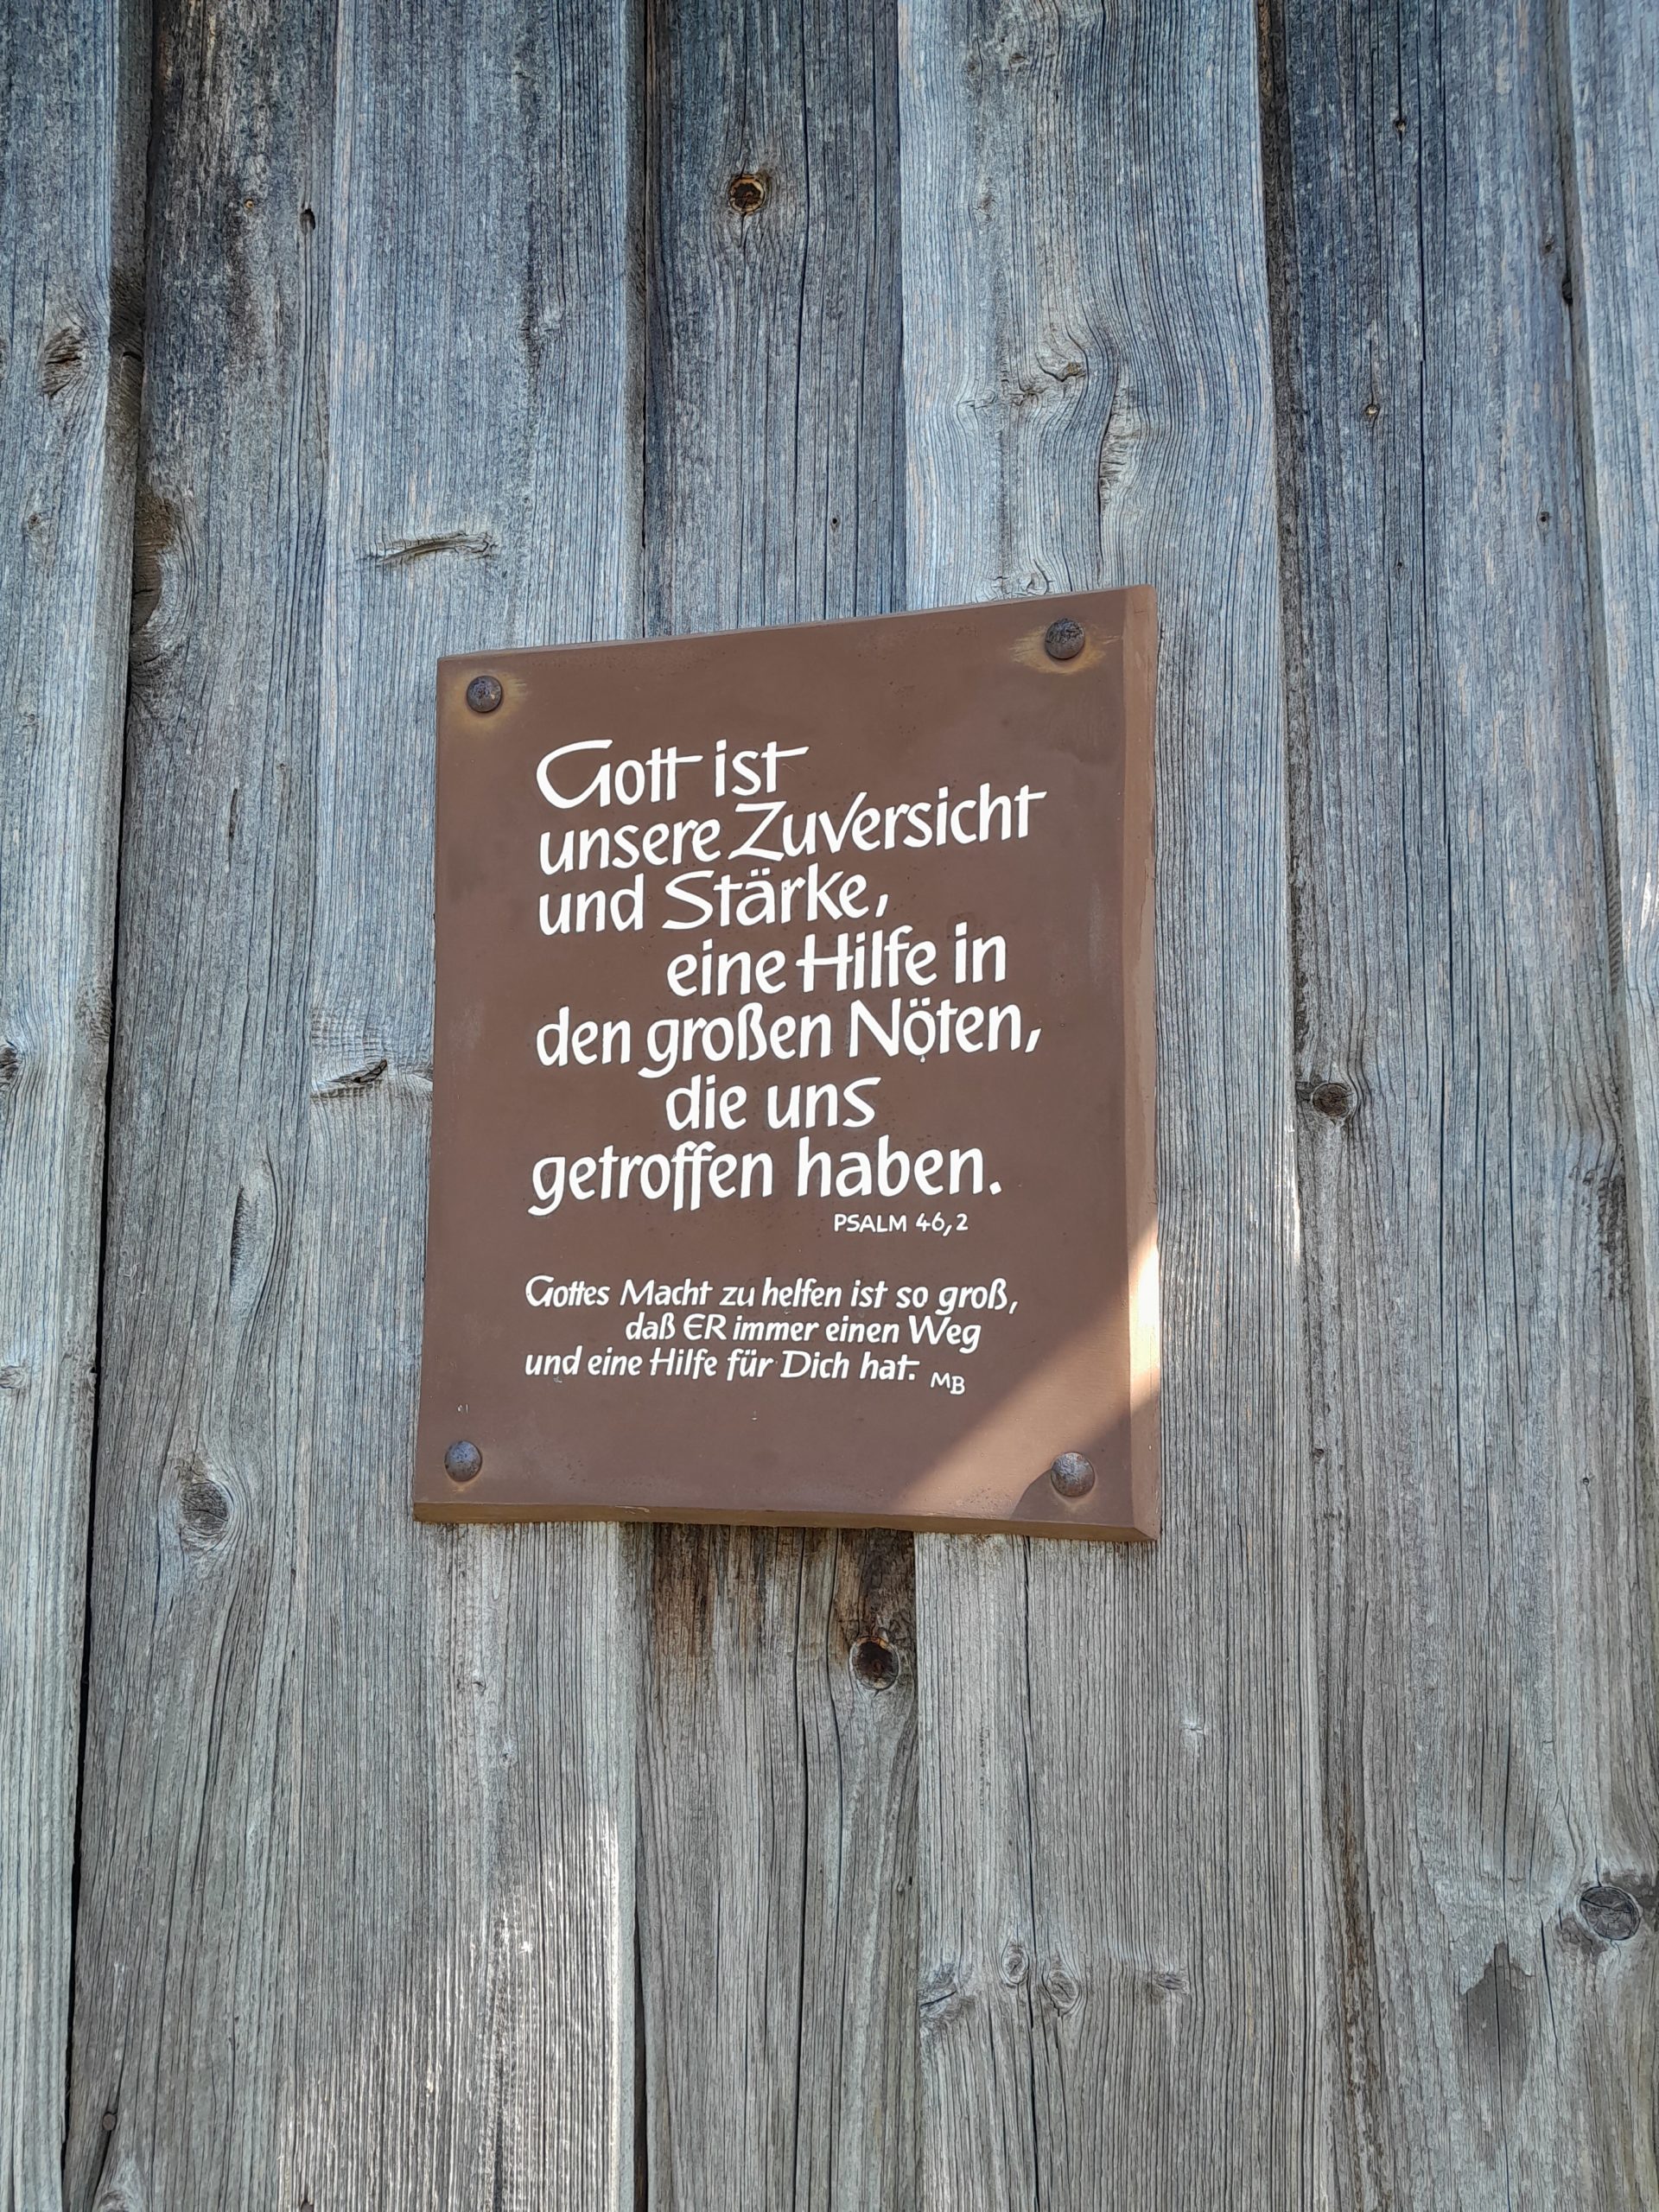 Gott ist
unsere Zuversicht
und Stärke,
eine Hilfe in
den großen Nöten,
die uns
getroffen haben.
PSALM 46,2
Gottes Macht zu helfen ist so groß,
daß ER immer einen Weg
und eine Hilfe für Dich hat. MB